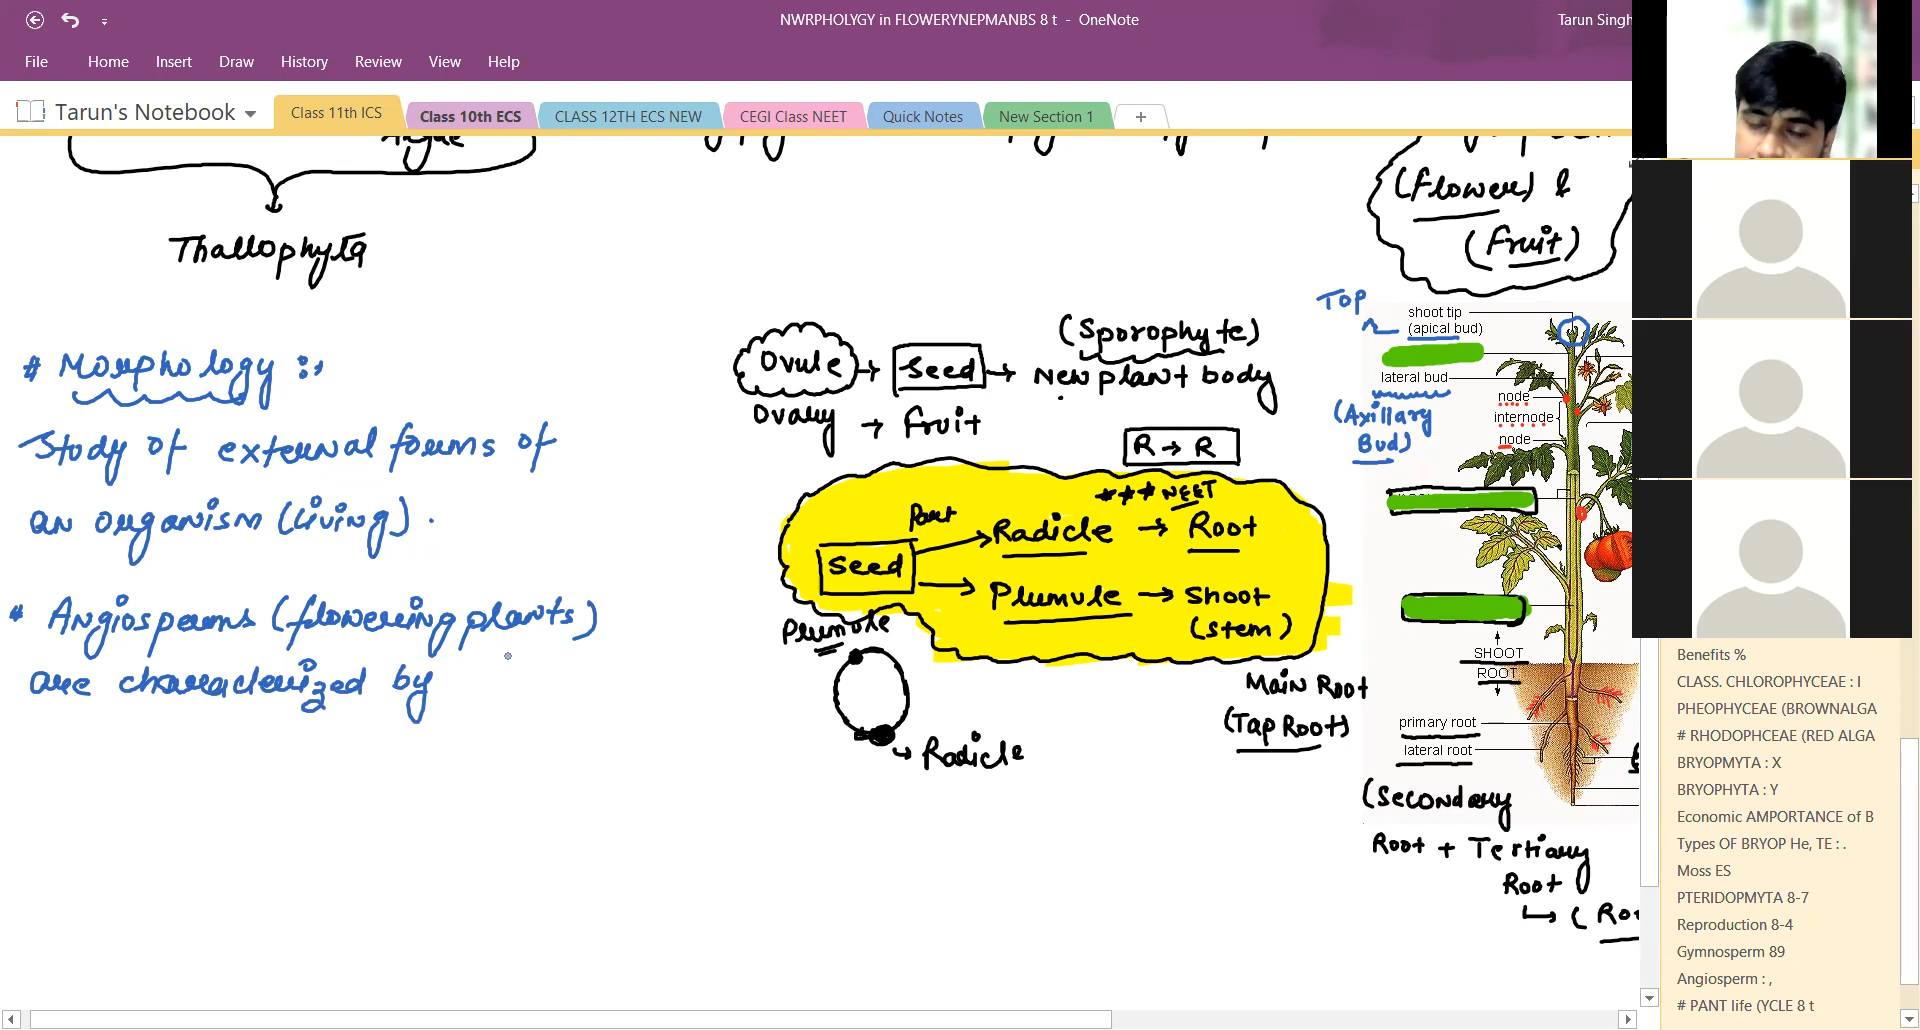 NWRPHOLYGY in FLOWERYNEPMANBS 8 t - OneNote
Tarun Singh
File Home Insert Draw History Review View Help
Tarun's Notebook
Class 11th ICS
Class 10th ECS
CLASS 12TH ECS NEW
CEGI Class NEET
Quick Notes
New Section 1
Algae
Thallophyta
(Flower) &
(Fruit)
# Morphology :,
Study of external forms of
an organism (living).
* Angiosperms (flowering plants)
are characterized by
Ovule → Seed → New plant body
(Sporophyte)
Ovary → Fruit
R → R
*** NEET
Seed
Part
Radicle → Root
Plumule → Shoot
(stem)
Plumule
→ Radicle
Main Root
(Tap Root)
TOP
shoot tip
(apical bud)
lateral bud
(Axillary
Bud)
node
internode
node
SHOOT
ROOT
primary root
lateral root
(Secondary
Root + Tertiary
Root
Benefits %
CLASS. CHLOROPHYCEAE : I
PHEOPHYCEAE (BROWNALGA
# RHODOPHCEAE (RED ALGA
BRYOPMYTA : X
BRYOPHYTA : Y
Economic AMPORTANCE of B
Types OF BRYOP He, TE : .
Moss ES
PTERIDOPMYTA 8-7
Reproduction 8-4
Gymnosperm 89
Angiosperm : ,
# PANT life (YCLE 8 t